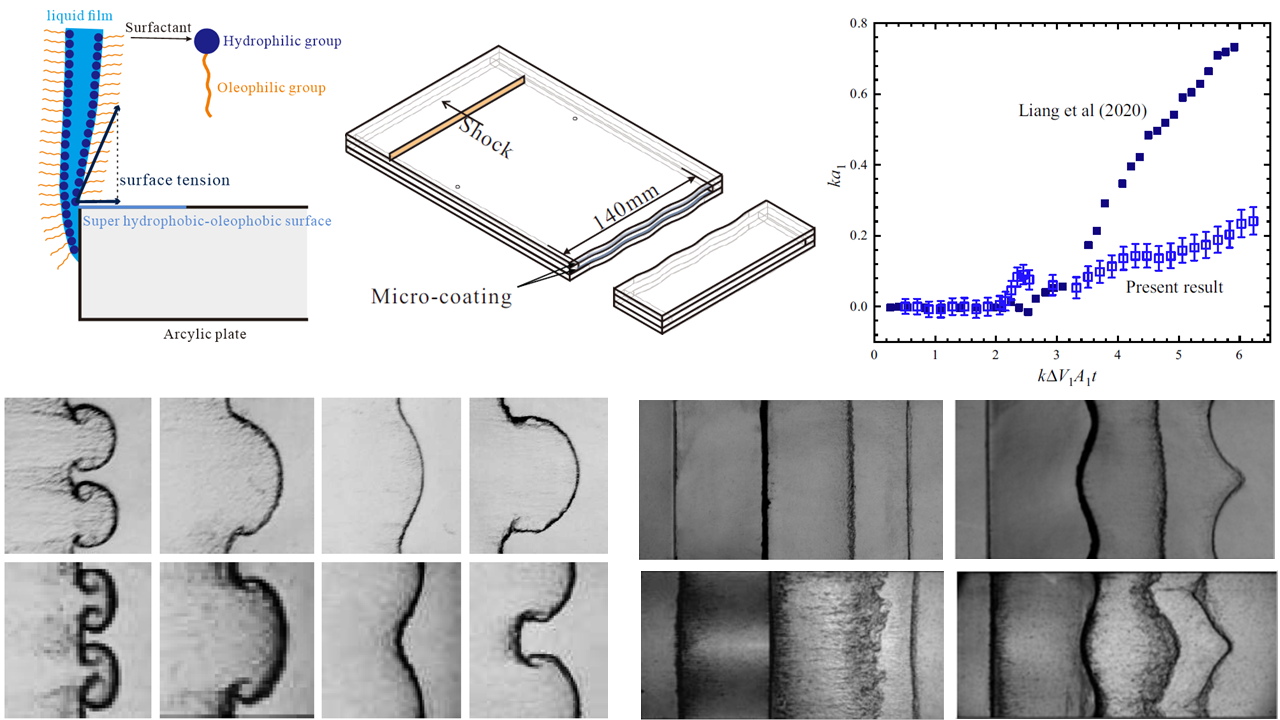 liquid film
Surfactant
Hydrophilic group
Oleophilic group
surface tension
Super hydrophobic-oleophobic surface
Arcylic plate
Shock
140mm
Micro-coating
0.8
0.6
0.4
0.2
0.0
ka₁
Liang et al (2020)
Present result
0 1 2 3 4 5 6
kΔV₁A₁t